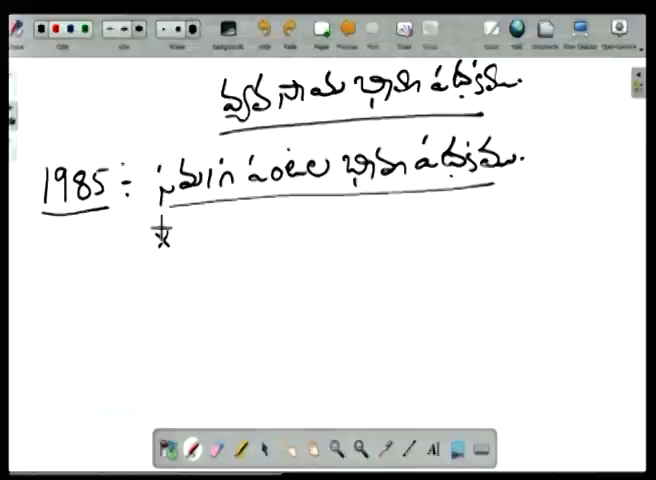 వ్యవసాయ భీమా పథకము.
1985 :- సమగ్ర పంటల భీమా పథకము.
*